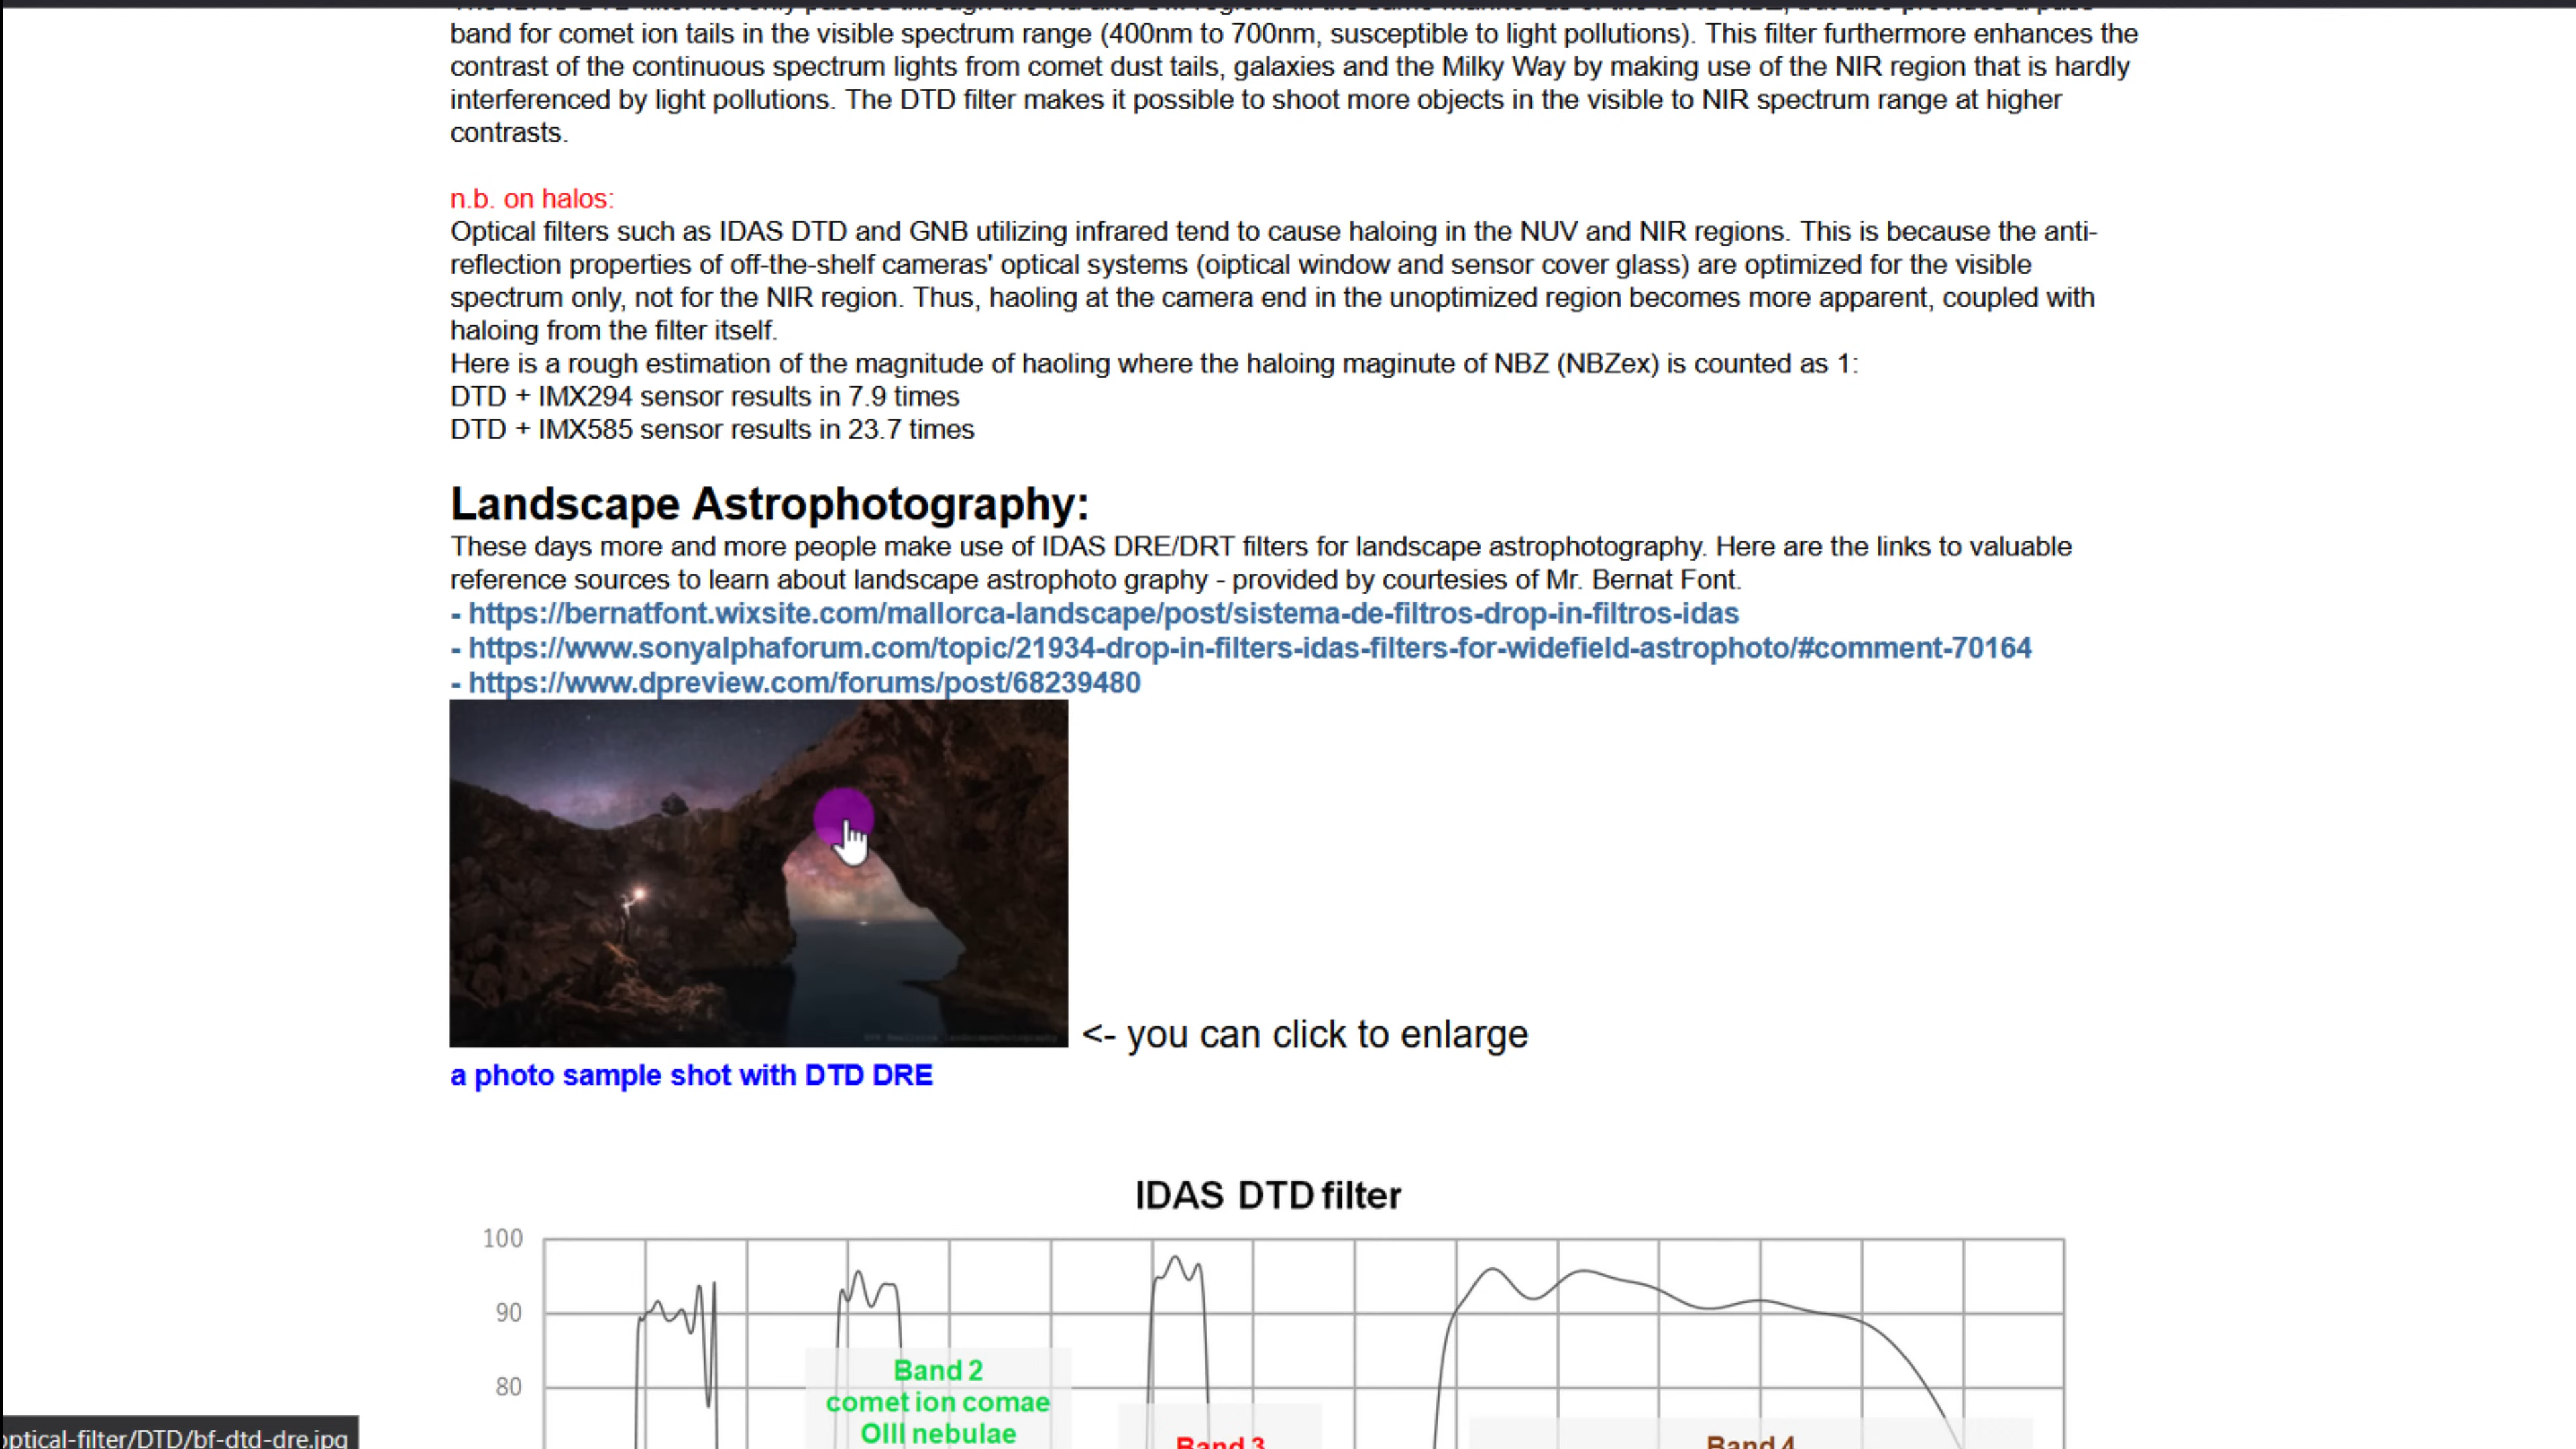 band for comet ion tails in the visible spectrum range (400nm to 700nm, susceptible to light pollutions). This filter furthermore enhances the
contrast of the continuous spectrum lights from comet dust tails, galaxies and the Milky Way by making use of the NIR region that is hardly
interferenced by light pollutions. The DTD filter makes it possible to shoot more objects in the visible to NIR spectrum range at higher
contrasts.
n.b. on halos:
Optical filters such as IDAS DTD and GNB utilizing infrared tend to cause haloing in the NUV and NIR regions. This is because the anti-
reflection properties of off-the-shelf cameras' optical systems (oiptical window and sensor cover glass) are optimized for the visible
spectrum only, not for the NIR region. Thus, haoling at the camera end in the unoptimized region becomes more apparent, coupled with
haloing from the filter itself.
Here is a rough estimation of the magnitude of haoling where the haloing maginute of NBZ (NBZex) is counted as 1:
DTD + IMX294 sensor results in 7.9 times
DTD + IMX585 sensor results in 23.7 times
Landscape Astrophotography:
These days more and more people make use of IDAS DRE/DRT filters for landscape astrophotography. Here are the links to valuable
reference sources to learn about landscape astrophoto graphy - provided by courtesies of Mr. Bernat Font.
- https://bernatfont.wixsite.com/mallorca-landscape/post/sistema-de-filtros-drop-in-filtros-idas
- https://www.sonyalphaforum.com/topic/21934-drop-in-filters-idas-filters-for-widefield-astrophoto/#comment-70164
- https://www.dpreview.com/forums/post/68239480
<- you can click to enlarge
a photo sample shot with DTD DRE
IDAS DTD filter
100
90
80
Band 2
comet ion comae
OIII nebulae
Band 3
Band 4
optical-filter/DTD/bf-dtd-dre.jpg